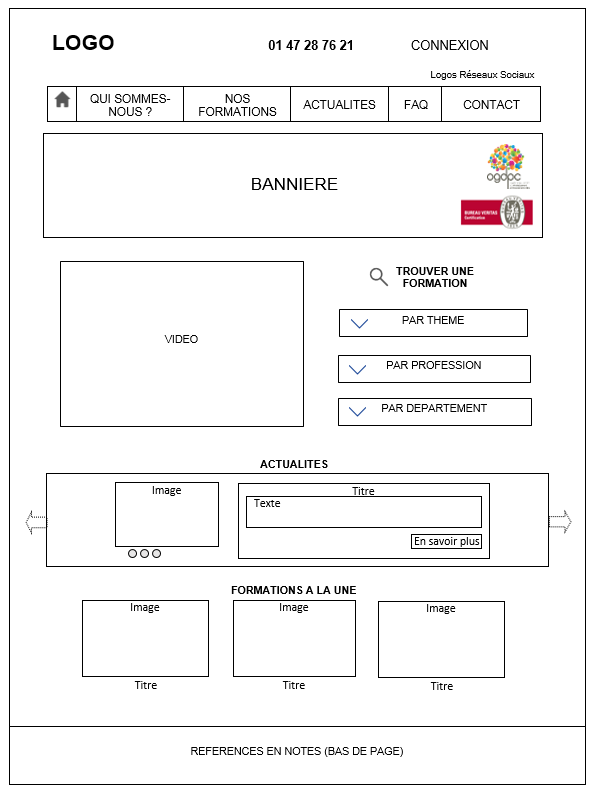 LOGO
01 47 28 76 21
CONNEXION
Logos Réseaux Sociaux
QUI SOMMES-
NOUS ?
NOS
FORMATIONS
ACTUALITES
FAQ
CONTACT
BANNIERE
ogdpc
BUREAU VERITAS
Certification
VIDEO
TROUVER UNE
FORMATION
PAR THEME
PAR PROFESSION
PAR DEPARTEMENT
ACTUALITES
Image
Titre
Texte
En savoir plus
FORMATIONS A LA UNE
Image
Image
Image
Titre
Titre
Titre
REFERENCES EN NOTES (BAS DE PAGE)